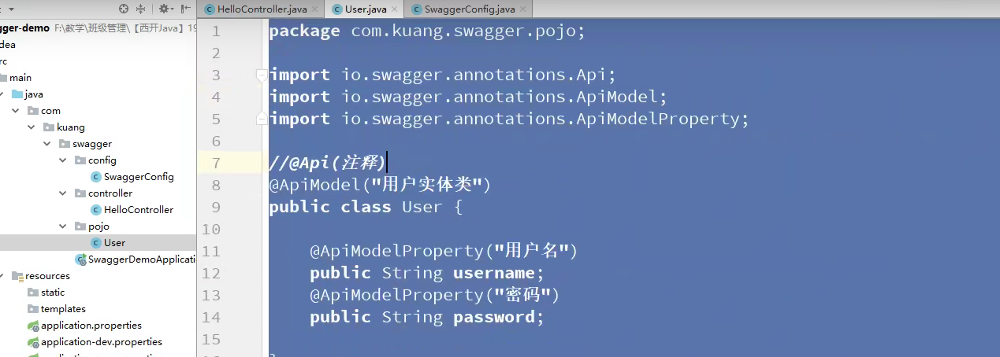 HelloController.java
User.java
SwaggerConfig.java
gger-demo F:\教学\班级管理\【西开Java】19
dea
rc
main
java
com
kuang
swagger
config
SwaggerConfig
controller
HelloController
pojo
User
SwaggerDemoApplicati
resources
static
templates
application.properties
application-dev.properties
1 package com.kuang.swagger.pojo;
2
3 import io.swagger.annotations.Api;
4 import io.swagger.annotations.ApiModel;
5 import io.swagger.annotations.ApiModelProperty;
6
7 //@Api(注释)
8 @ApiModel("用户实体类")
9 public class User {
10
11 @ApiModelProperty("用户名")
12 public String username;
13 @ApiModelProperty("密码")
14 public String password;
15